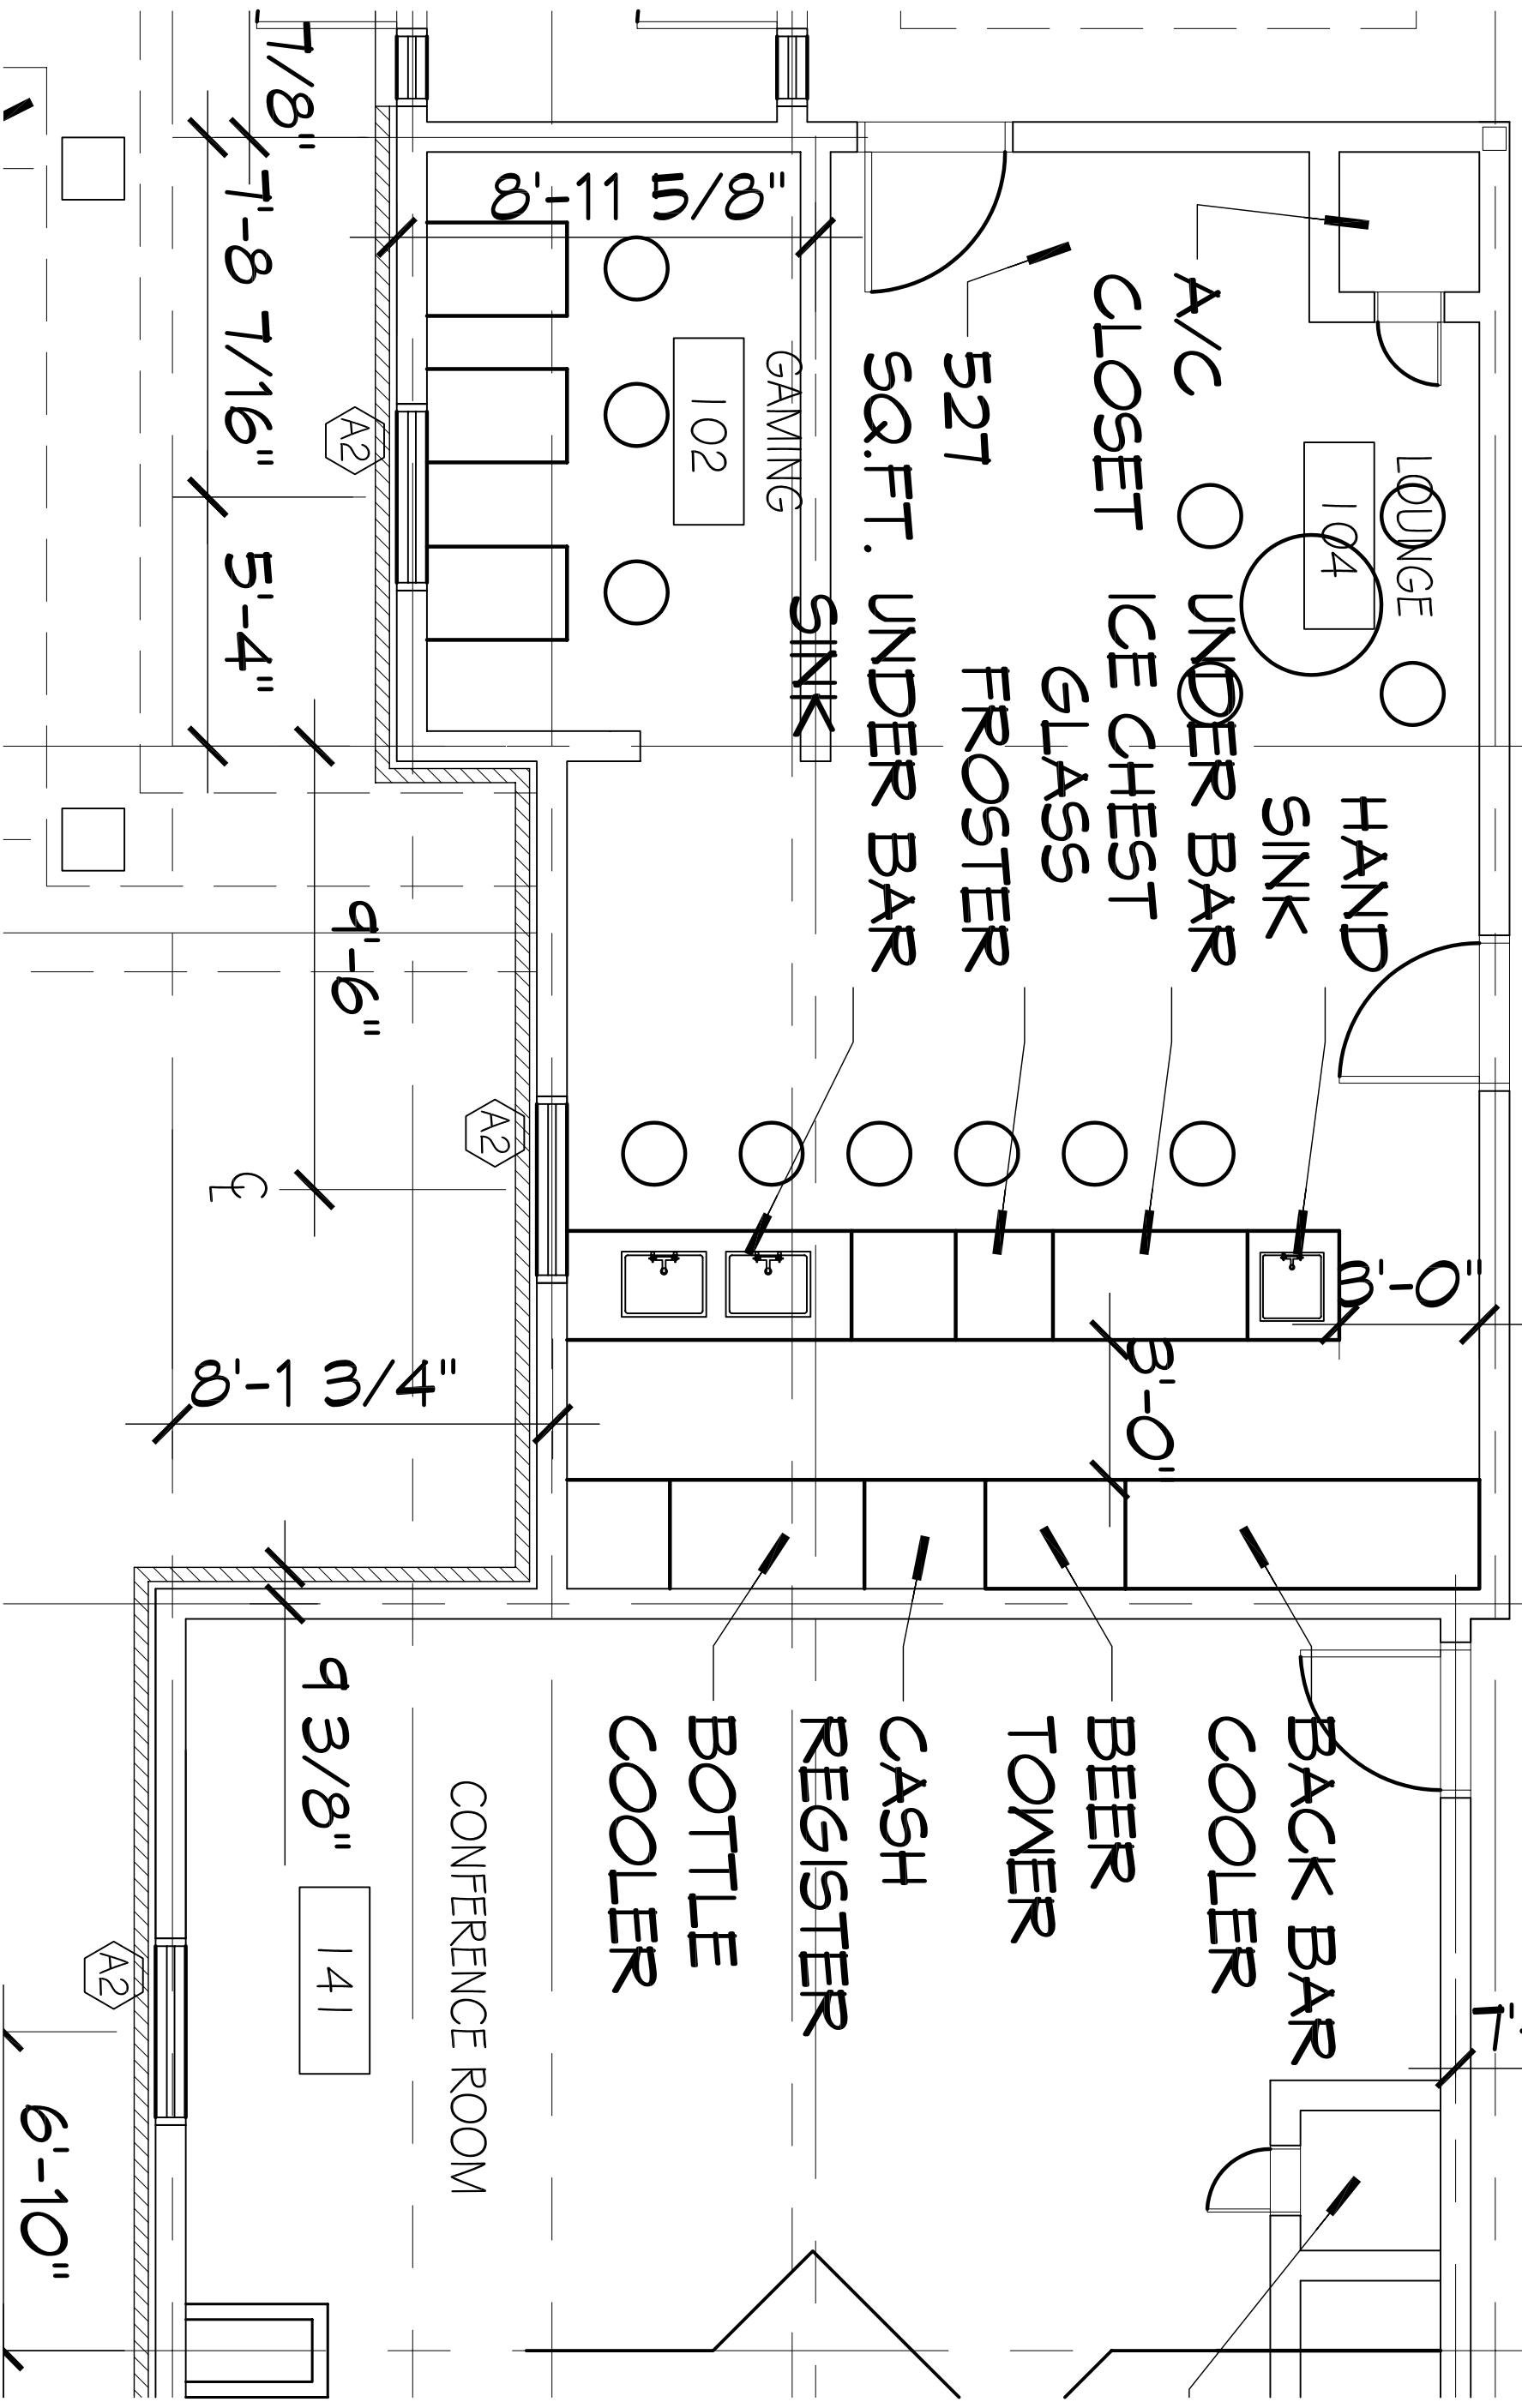 7/8"
7'-8 7/16"
5'-4"
9'-6"
8'-11 5/8"
A2
102
GAMING
527
SQ.FT.
A/C
CLOSET
LOUNGE
104
HAND
SINK
UNDER BAR
ICE CHEST
GLASS
FROSTER
UNDER BAR
SINK
A2
CL
8'-1 3/4"
3'-0"
3'-0"
9 3/8"
BACK BAR
COOLER
BEER
TOWER
CASH
REGISTER
BOTTLE
COOLER
CONFERENCE ROOM
141
A2
6'-10"